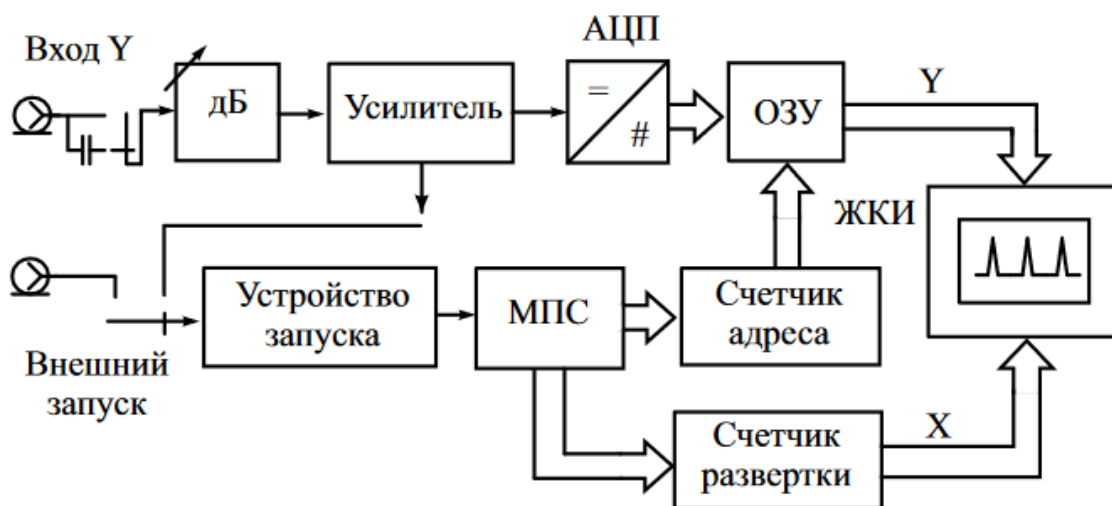 АЦП
Вход Y
дБ
Усилитель
=
#
ОЗУ
Y
ЖКИ
Устройство
запуска
МПС
Счетчик
адреса
Внешний
запуск
Счетчик
развертки
X